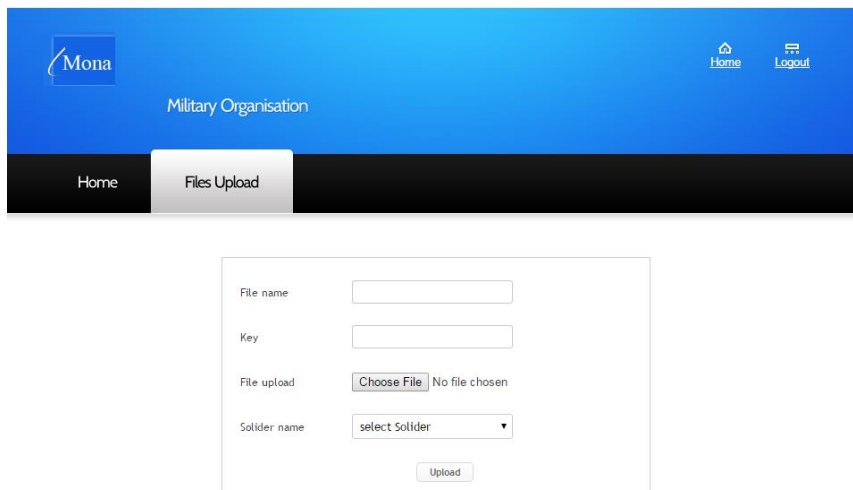 Mona
Home Logout
Military Organisation
Home Files Upload
File name
Key
File upload Choose File No file chosen
Solider name select Solider
Upload